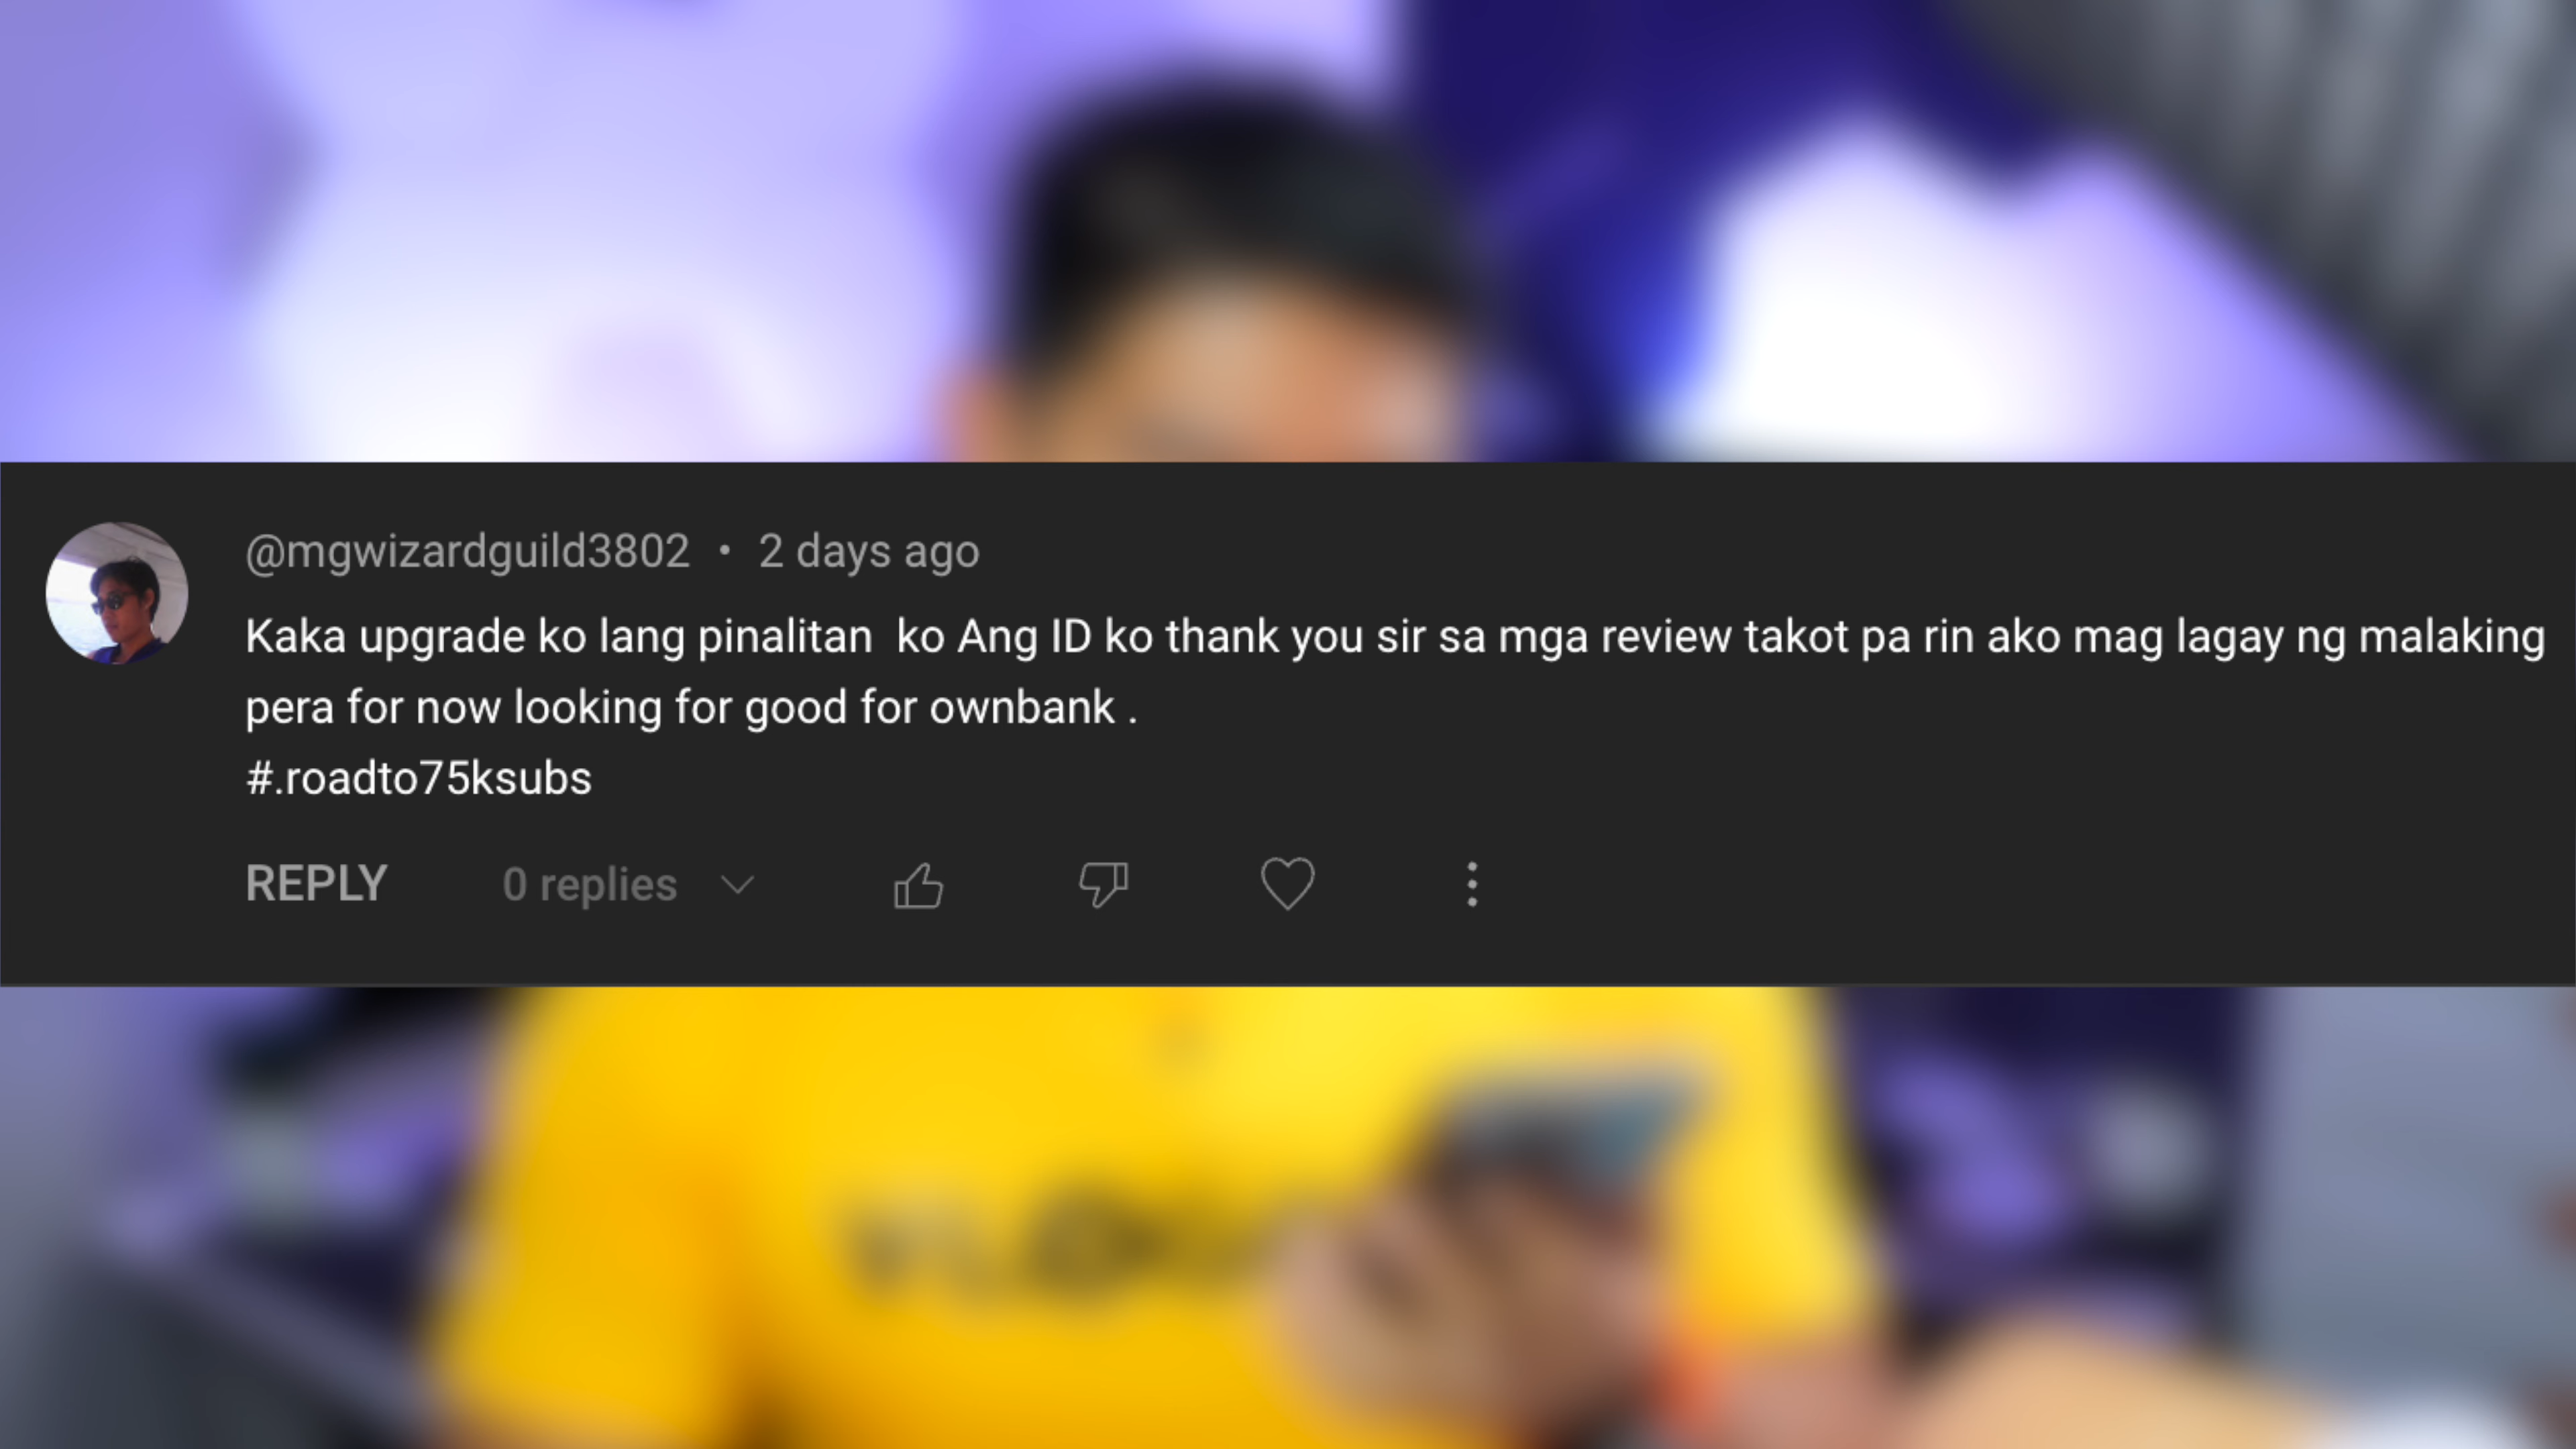 @mgwizardguild3802 • 2 days ago
Kaka upgrade ko lang pinalitan  ko Ang ID ko thank you sir sa mga review takot pa rin ako mag lagay ng malaking
pera for now looking for good for ownbank .
#.roadto75ksubs
REPLY 0 replies